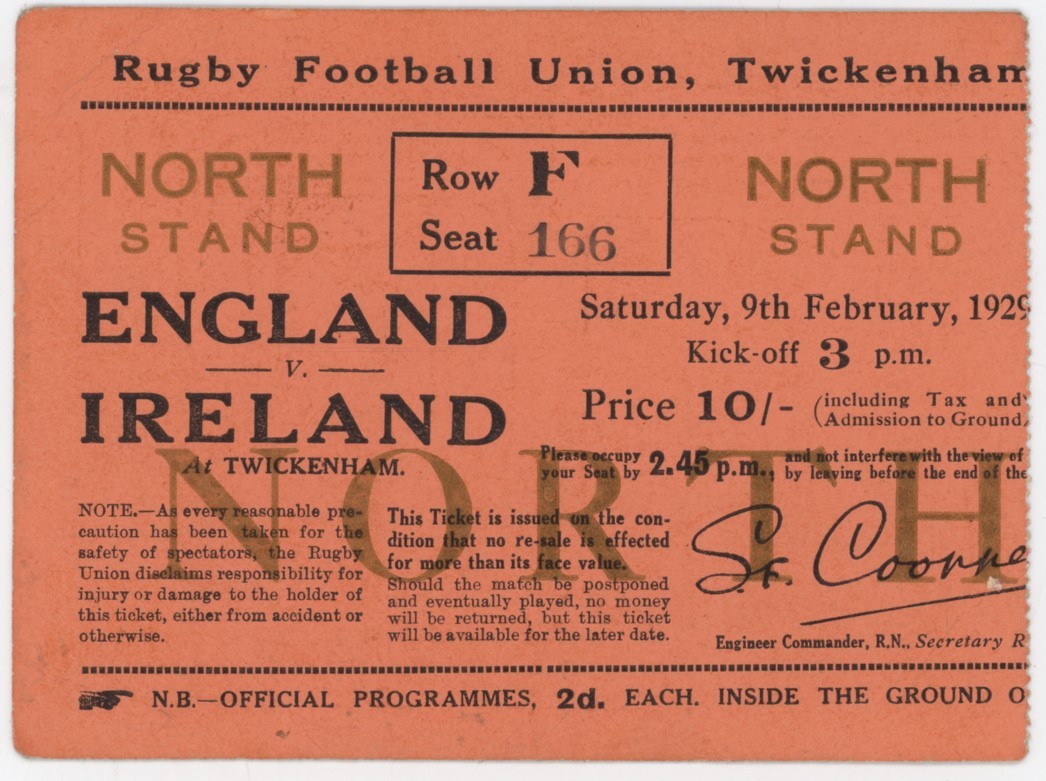 Rugby Football Union, Twickenham
NORTH
STAND
Row F
Seat 166
NORTH
STAND
ENGLAND
v.
IRELAND
At TWICKENHAM.
Saturday, 9th February, 1929
Kick-off 3 p.m.
Price 10/- (including Tax and
Admission to Ground)
Please occupy
your Seat by 2.45 p.m., and not interfere with the view of
by leaving before the end of the
NORTH
NOTE.—As every reasonable pre-
caution has been taken for the
safety of spectators, the Rugby
Union disclaims responsibility for
injury or damage to the holder of
this ticket, either from accident or
otherwise.
This Ticket is issued on the con-
dition that no re-sale is effected
for more than its face value.
Should the match be postponed
and eventually played, no money
will be returned, but this ticket
will be available for the later date.
Engineer Commander, R.N., Secretary R
N.B.—OFFICIAL PROGRAMMES, 2d. EACH. INSIDE THE GROUND O